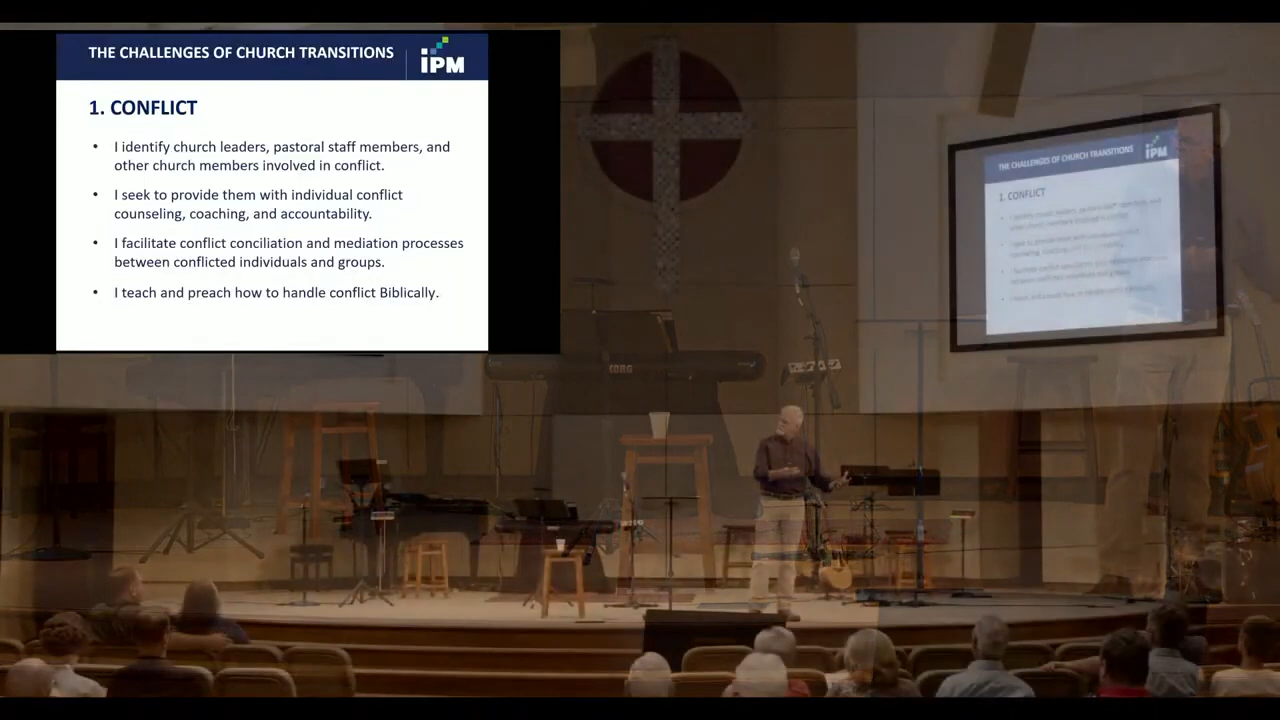 THE CHALLENGES OF CHURCH TRANSITIONS
iPM
1. CONFLICT
• I identify church leaders, pastoral staff members, and
other church members involved in conflict.
• I seek to provide them with individual conflict
counseling, coaching, and accountability.
• I facilitate conflict conciliation and mediation processes
between conflicted individuals and groups.
• I teach and preach how to handle conflict Biblically.
THE CHALLENGES OF CHURCH TRANSITIONS
iPM
1. CONFLICT
KORG